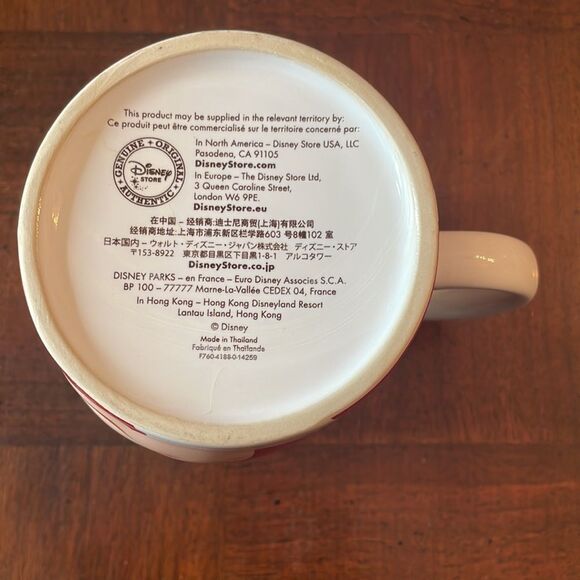 This product may be supplied in the relevant territory by:
Ce produit peut être commercialisé sur le territoire concerné par:
GENUINE + ORIGINAL
Disney
STORE
AUTHENTIC
In North America – Disney Store USA, LLC
Pasadena, CA 91105
DisneyStore.com
In Europe – The Disney Store Ltd,
3 Queen Caroline Street,
London W6 9PE.
DisneyStore.eu
在中国 – 经销商:迪士尼商贸(上海)有限公司
经销商地址:上海市浦东新区栏学路603 号8幢102 室
日本国内 – ウォルト・ディズニー・ジャパン株式会社 ディズニー・ストア
〒153-8922 東京都目黒区下目黒1-8-1 アルコタワー
DisneyStore.co.jp
DISNEY PARKS – en France – Euro Disney Associes S.C.A.
BP 100 – 77777 Marne-La-Vallée CEDEX 04, France
In Hong Kong – Hong Kong Disneyland Resort
Lantau Island, Hong Kong
© Disney
Made in Thailand
Fabriqué en Thaïlande
F760-4188-0-14259